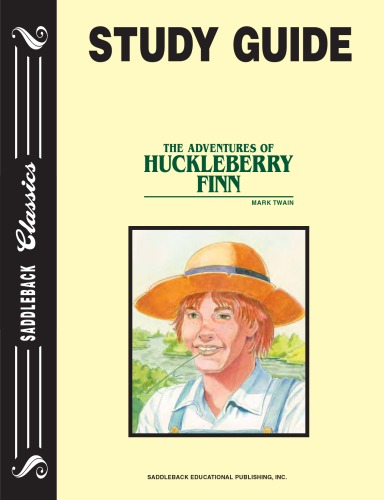 STUDY GUIDE
THE ADVENTURES OF
HUCKLEBERRY
FINN
MARK TWAIN
SADDLEBACK Classics
SADDLEBACK EDUCATIONAL PUBLISHING, INC.